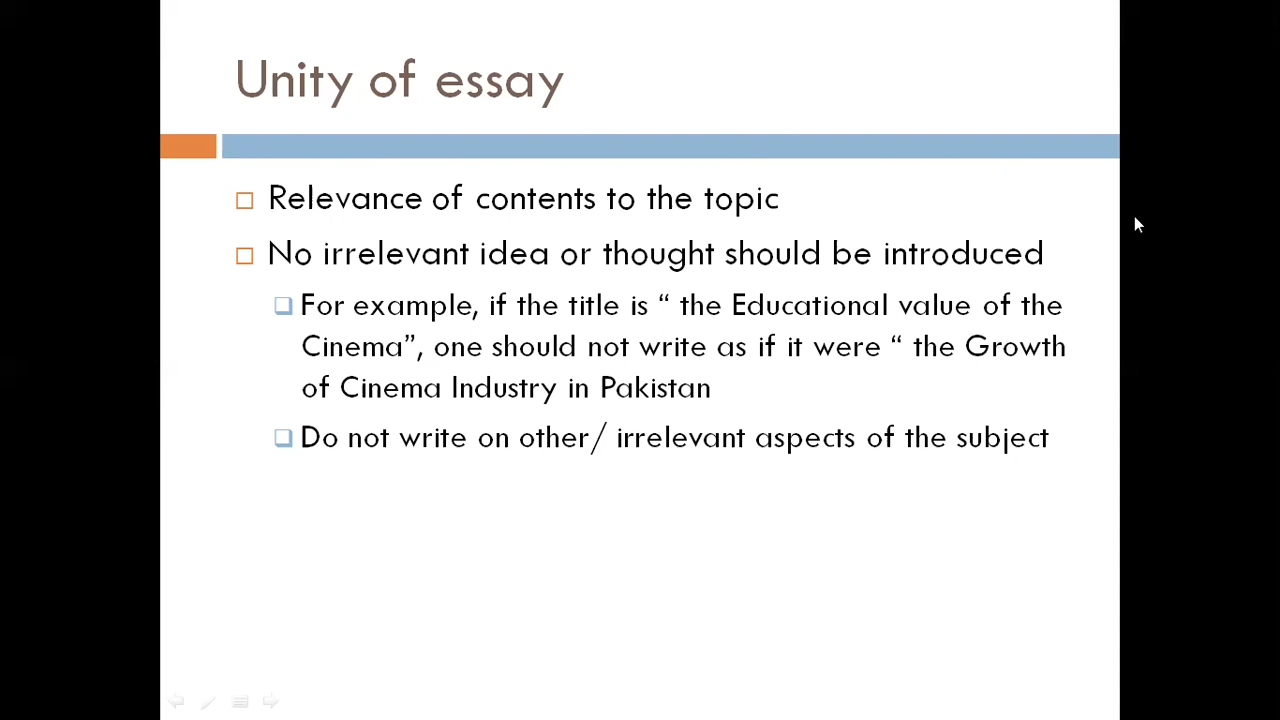 Unity of essay
Relevance of contents to the topic
No irrelevant idea or thought should be introduced
For example, if the title is “ the Educational value of the
Cinema”, one should not write as if it were “ the Growth
of Cinema Industry in Pakistan
Do not write on other/ irrelevant aspects of the subject